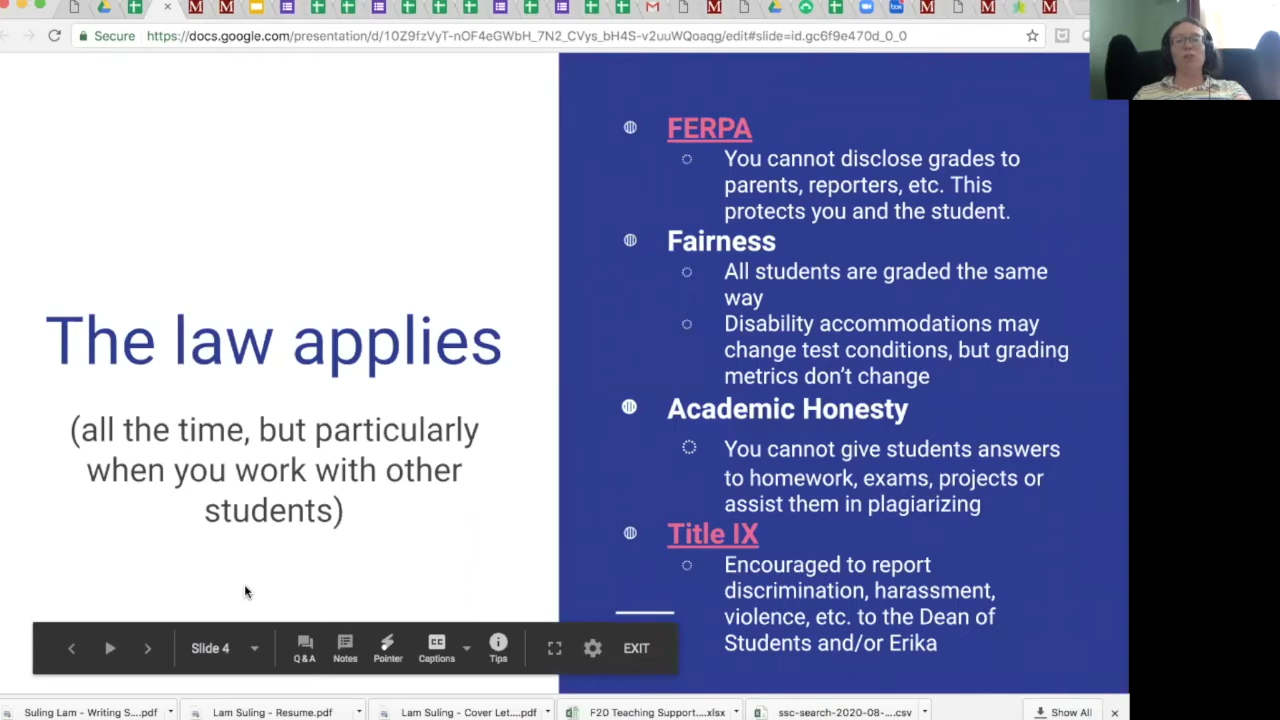 Secure
https://docs.google.com/presentation/d/10Z9fzVyT-nOF4eGWbH_7N2_CVys_bH4S-v2uuWQoaqg/edit#slide=id.gc6f9e470d_0_0
The law applies
(all the time, but particularly
when you work with other
students)
FERPA
You cannot disclose grades to
parents, reporters, etc. This
protects you and the student.
Fairness
All students are graded the same
way
Disability accommodations may
change test conditions, but grading
metrics don't change
Academic Honesty
You cannot give students answers
to homework, exams, projects or
assist them in plagiarizing
Title IX
Encouraged to report
discrimination, harassment,
violence, etc. to the Dean of
Students and/or Erika
Slide 4
Q&A
Notes
Pointer
Captions
Tips
EXIT
Suling Lam - Writing S....pdf
Lam Suling - Resume.pdf
Lam Suling - Cover Let....pdf
F20 Teaching Support....xlsx
ssc-search-2020-08-....csv
Show All